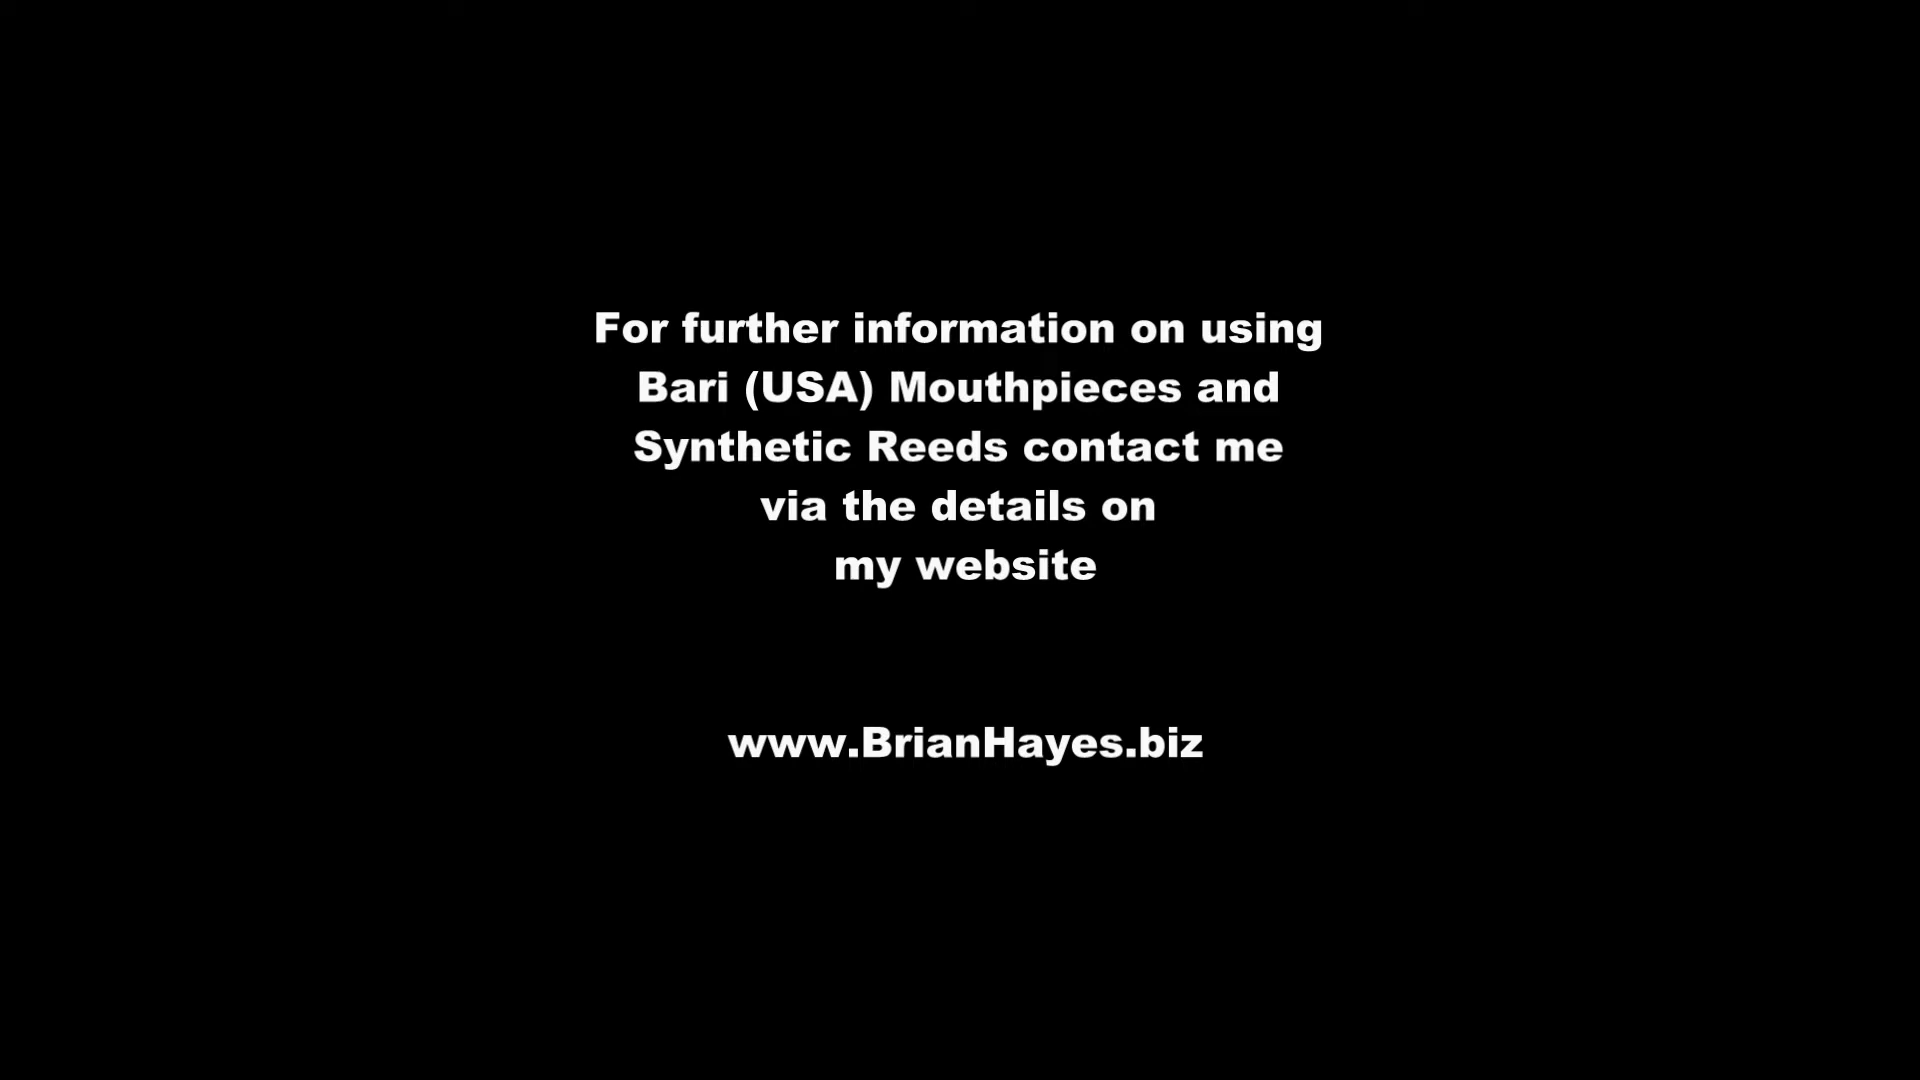 For further information on using
Bari (USA) Mouthpieces and
Synthetic Reeds contact me
via the details on
my website
www.BrianHayes.biz